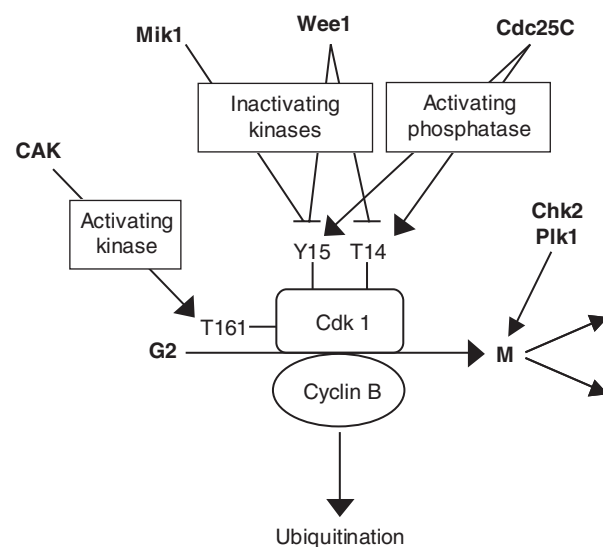 Mik1
Wee1
Cdc25C
Inactivating
kinases
Activating
phosphatase
CAK
Activating
kinase
Chk2
Plk1
Y15
T14
T161
Cdk 1
G2
M
Cyclin B
Ubiquitination